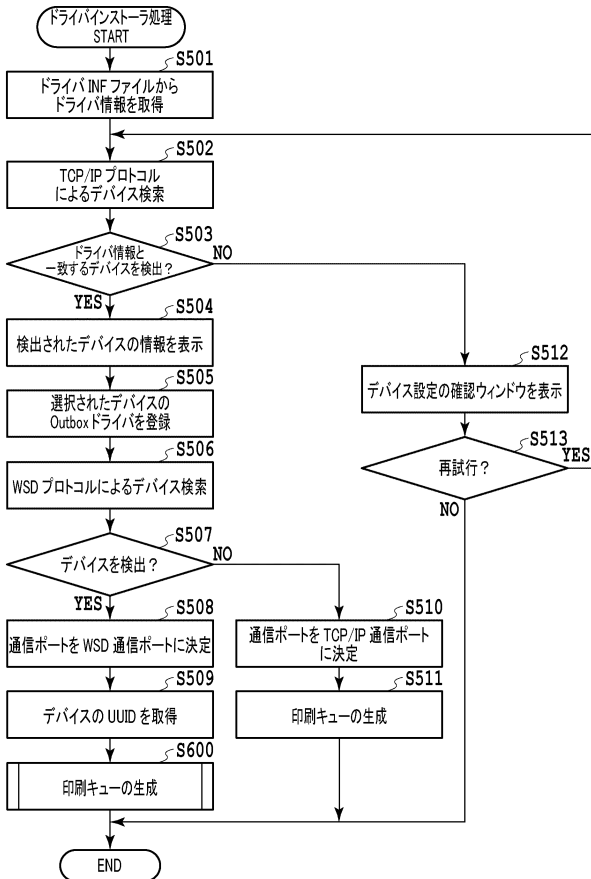 ドライバインストーラ処理
START
S501
ドライバ INF ファイルから
ドライバ情報を取得
S502
TCP/IP プロトコル
によるデバイス検索
S503
ドライバ情報と
一致するデバイスを検出?
NO
YES
S504
検出されたデバイスの情報を表示
S505
選択されたデバイスの
Outbox ドライバを登録
S506
WSD プロトコルによるデバイス検索
S507
デバイスを検出?
NO
YES
S508
通信ポートを WSD 通信ポートに決定
S509
デバイスの UUID を取得
S600
印刷キューの生成
S510
通信ポートを TCP/IP 通信ポート
に決定
S511
印刷キューの生成
S512
デバイス設定の確認ウィンドウを表示
S513
再試行?
YES
NO
END